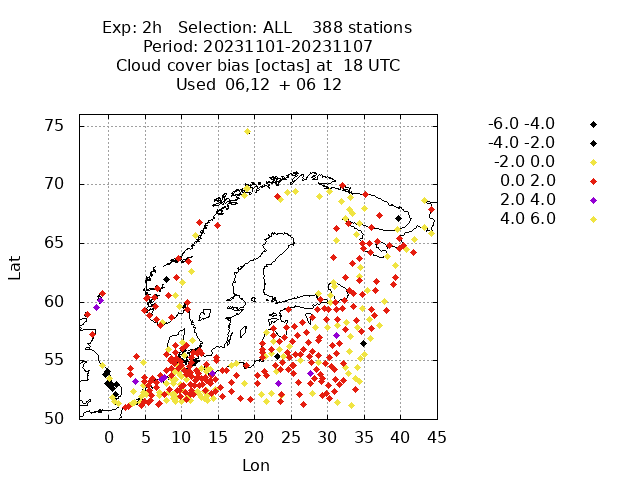 Exp: 2h   Selection: ALL    388 stations
Period: 20231101-20231107
Cloud cover bias [octas] at  18 UTC
Used  06,12  + 06 12
-6.0 -4.0
-4.0 -2.0
-2.0 0.0
0.0 2.0
2.0 4.0
4.0 6.0
75
70
65
60
55
50
Lat
0 5 10 15 20 25 30 35 40 45
Lon